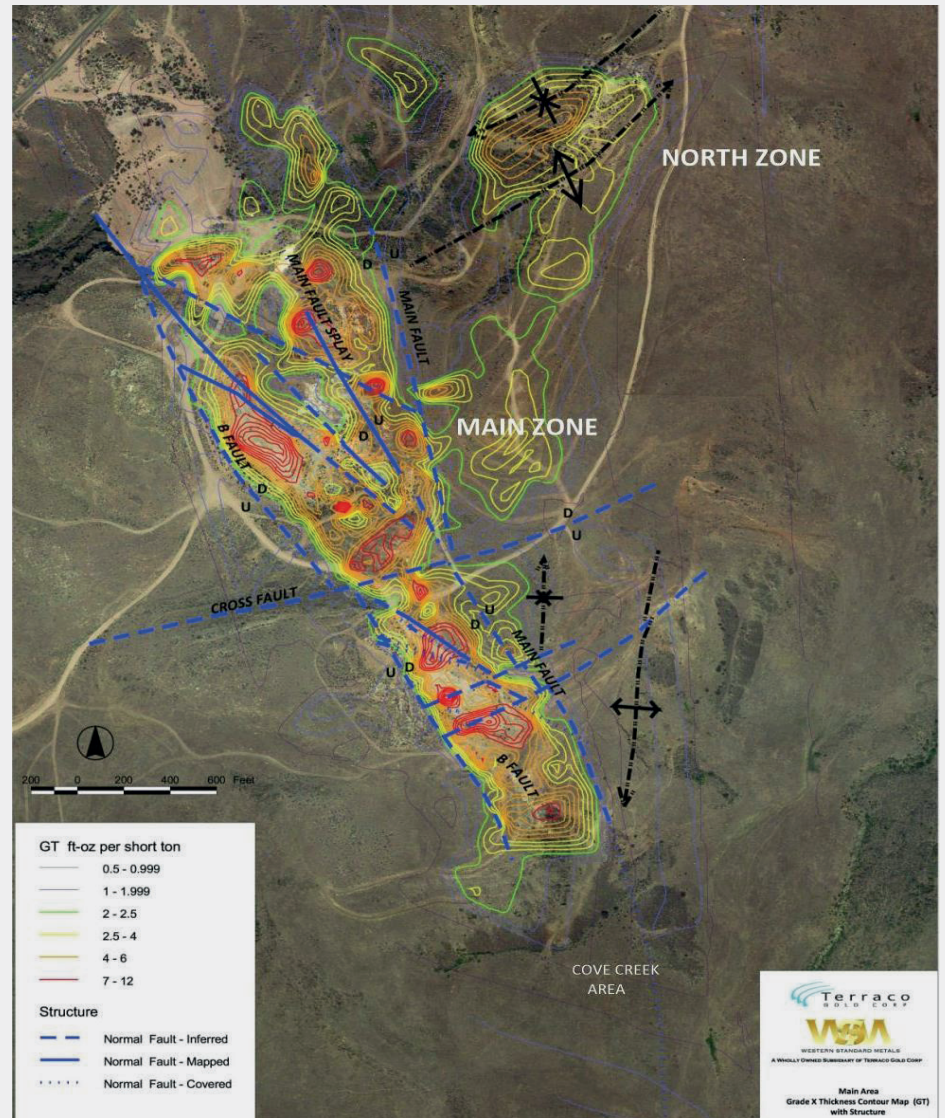 NORTH ZONE
MAIN FAULT SPLAY
D
U
MAIN FAULT
MAIN ZONE
U
D
B FAULT
D
U
D
U
CROSS FAULT
U
D
MAIN FAULT
U
D
B FAULT
200 0 200 400 600 Feet
GT ft-oz per short ton
0.5 - 0.999
1 - 1.999
2 - 2.5
2.5 - 4
4 - 6
7 - 12
Structure
Normal Fault - Inferred
Normal Fault - Mapped
Normal Fault - Covered
COVE CREEK
AREA
Terraco
GOLD CORP
WSM
WESTERN STANDARD METALS
A WHOLLY OWNED SUBSIDIARY OF TERRACO GOLD CORP
Main Area
Grade X Thickness Contour Map (GT)
with Structure